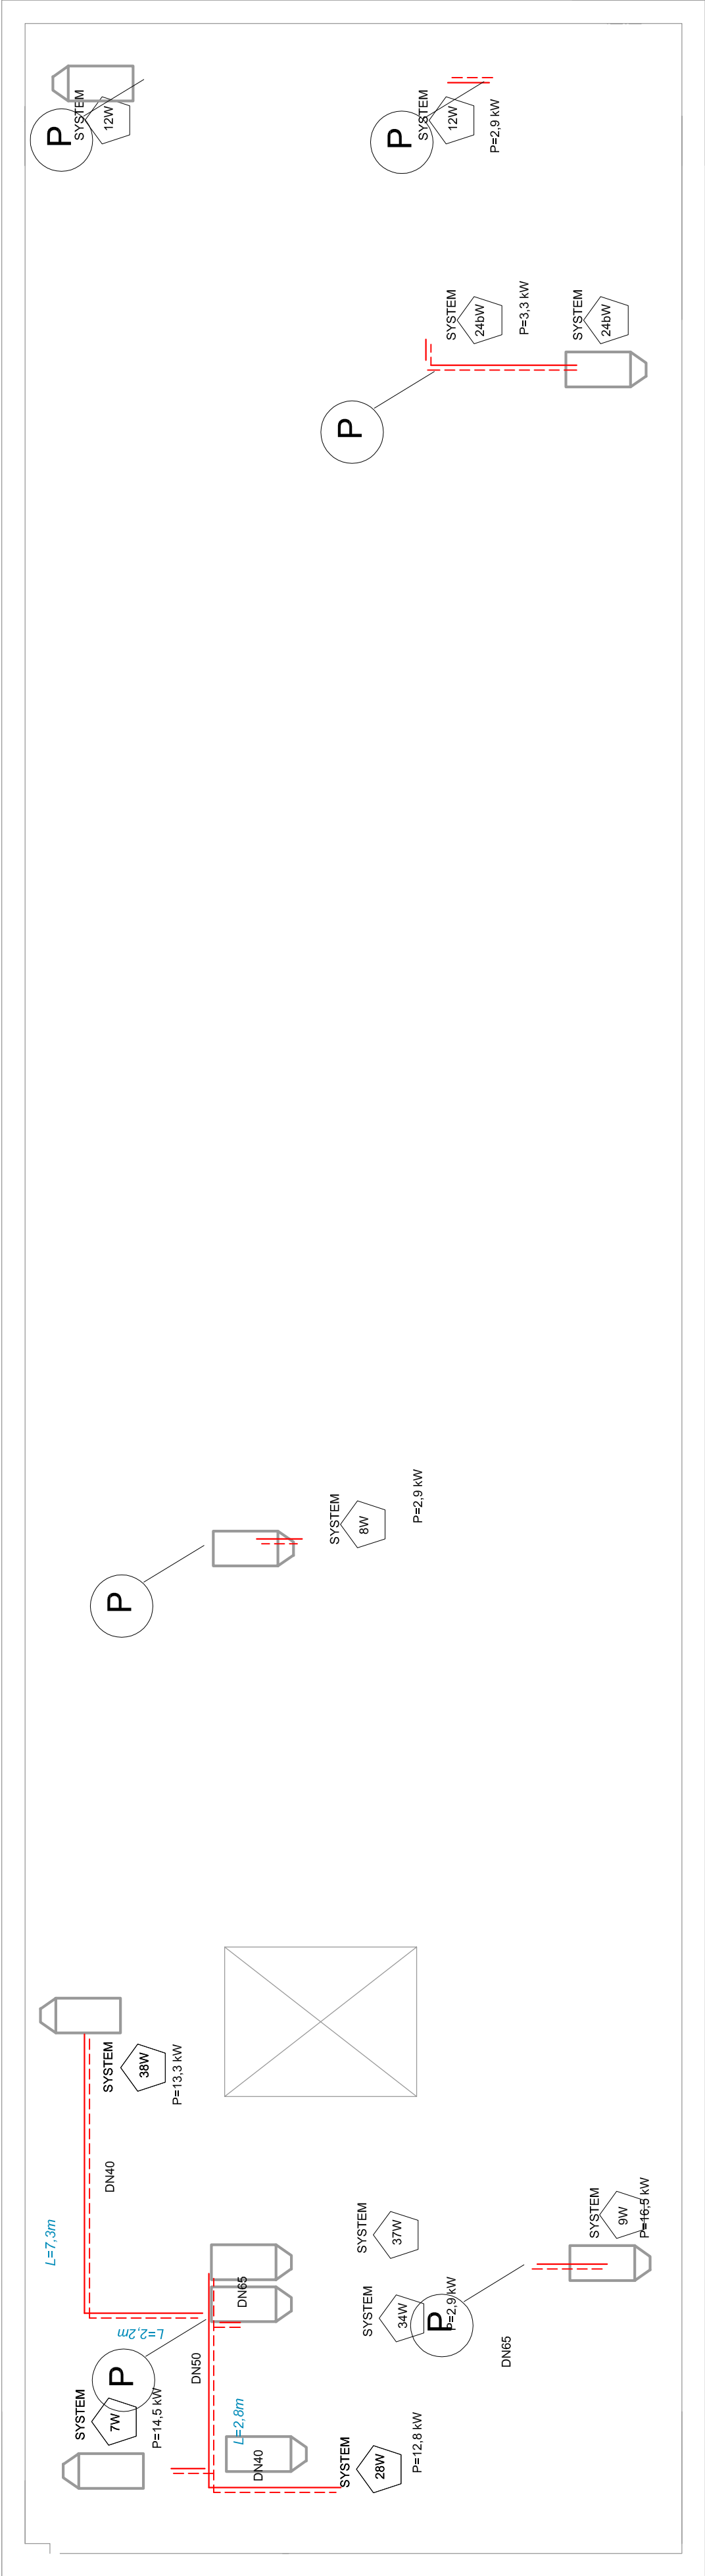 SYSTEM
12W
P
SYSTEM
12W
P=2,9 kW
P
SYSTEM
24bW
P=3,3 kW
SYSTEM
24bW
P
SYSTEM
8W
P=2,9 kW
P
SYSTEM
38W
P=13,3 kW
DN40
L=7,3m
L=2,2m
DN65
DN50
SYSTEM
37W
SYSTEM
34W
P=2,9 kW
P
DN65
SYSTEM
9W
P=16,5 kW
P
SYSTEM
7W
P=14,5 kW
L=2,8m
DN40
SYSTEM
28W
P=12,8 kW